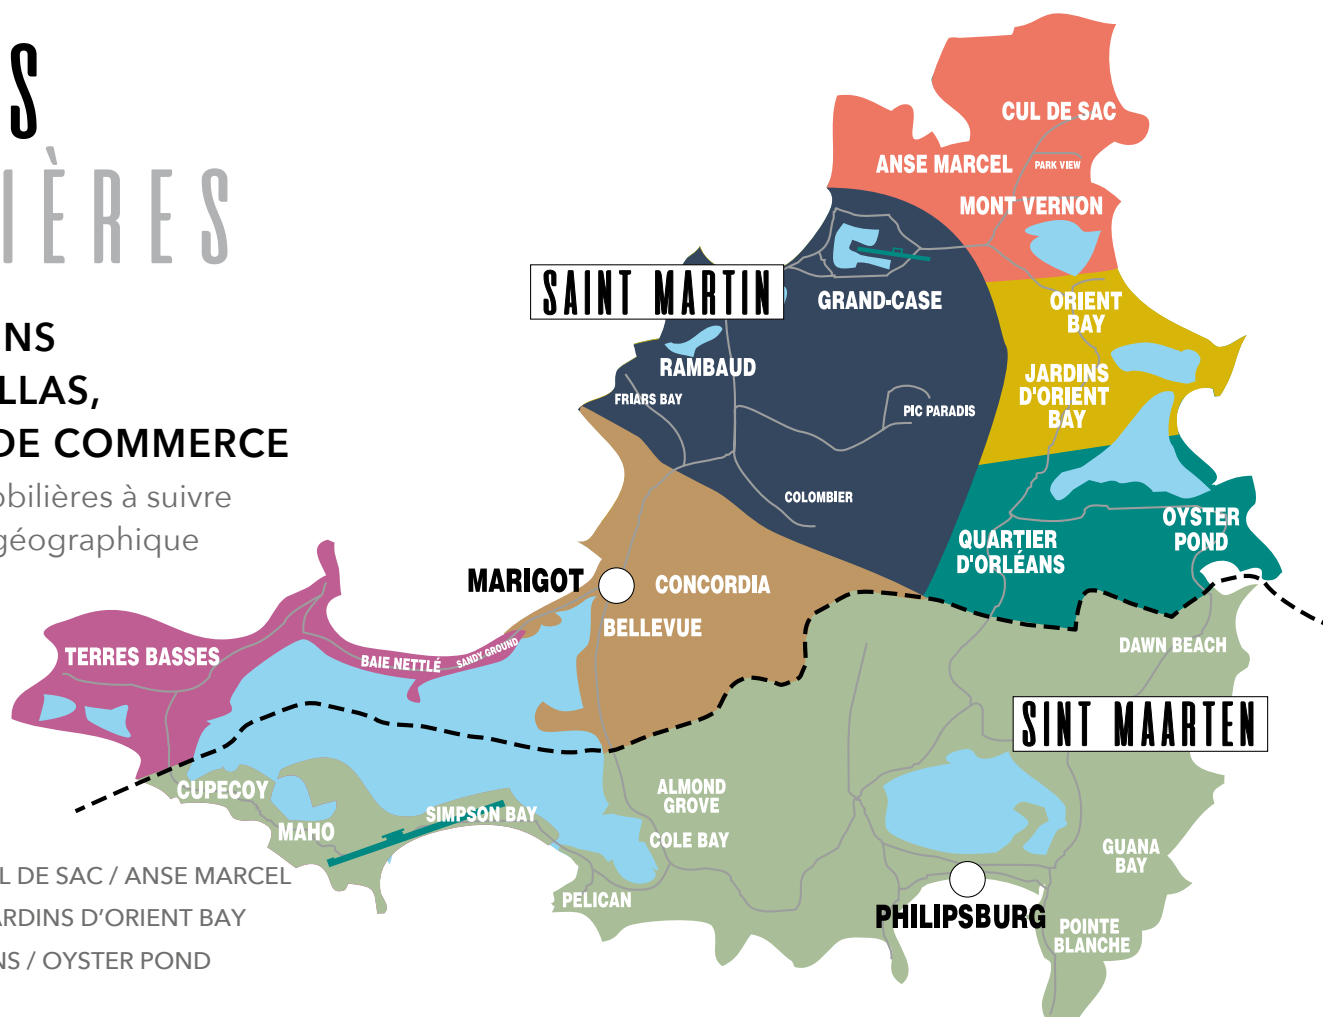 S
IÈRES
NS
LLAS,
DE COMMERCE
obilières à suivre
géographique
CUL DE SAC
ANSE MARCEL
PARK VIEW
MONT VERNON
SAINT MARTIN
GRAND-CASE
ORIENT
BAY
RAMBAUD
JARDINS
D'ORIENT
BAY
FRIARS BAY
PIC PARADIS
COLOMBIER
OYSTER
POND
QUARTIER
D'ORLÉANS
MARIGOT
CONCORDIA
BELLEVUE
TERRES BASSES
BAIE NETTLÉ
SANDY GROUND
DAWN BEACH
SINT MAARTEN
CUPECOY
ALMOND
GROVE
SIMPSON BAY
MAHO
COLE BAY
GUANA
BAY
PELICAN
PHILIPSBURG
POINTE
BLANCHE
L DE SAC / ANSE MARCEL
ARDINS D'ORIENT BAY
NS / OYSTER POND